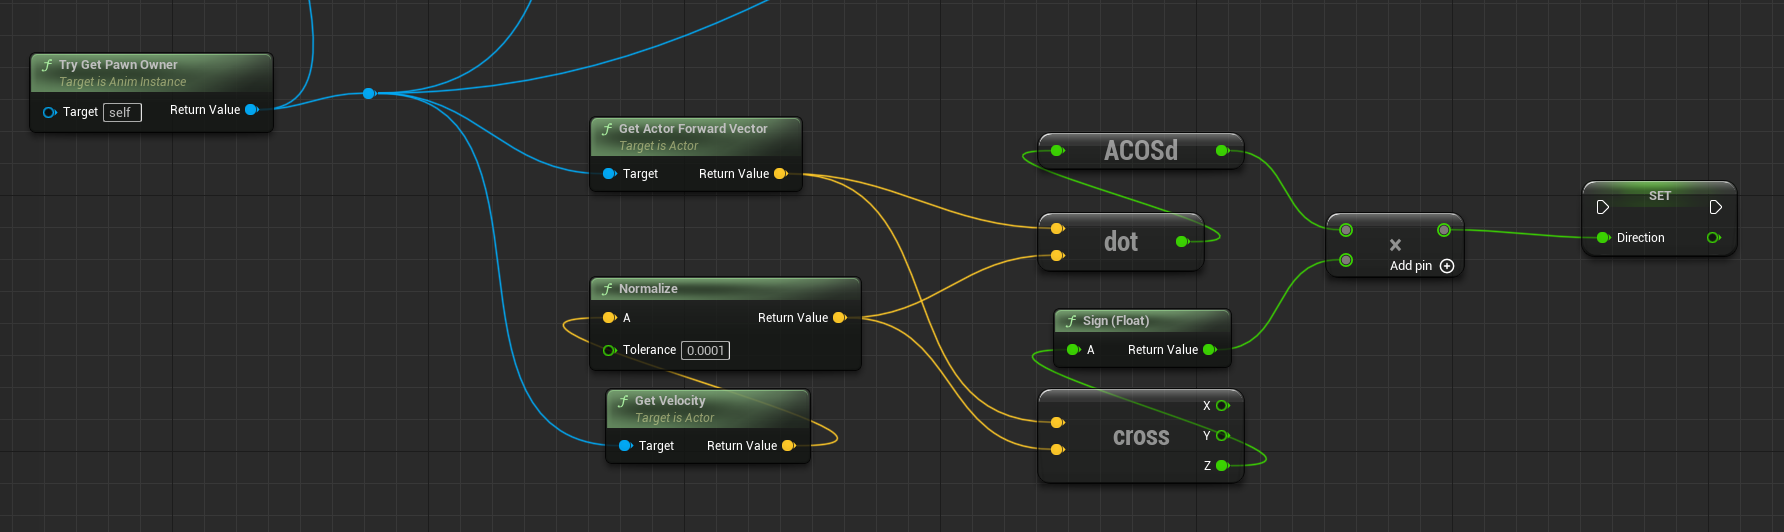 Try Get Pawn Owner
Target is Anim Instance
Target self Return Value
Get Actor Forward Vector
Target is Actor
Target Return Value
Normalize
A Return Value
Tolerance 0.0001
Get Velocity
Target is Actor
Target Return Value
ACOSd
dot
Sign (Float)
A Return Value
cross
X
Y
Z
×
Add pin
SET
Direction